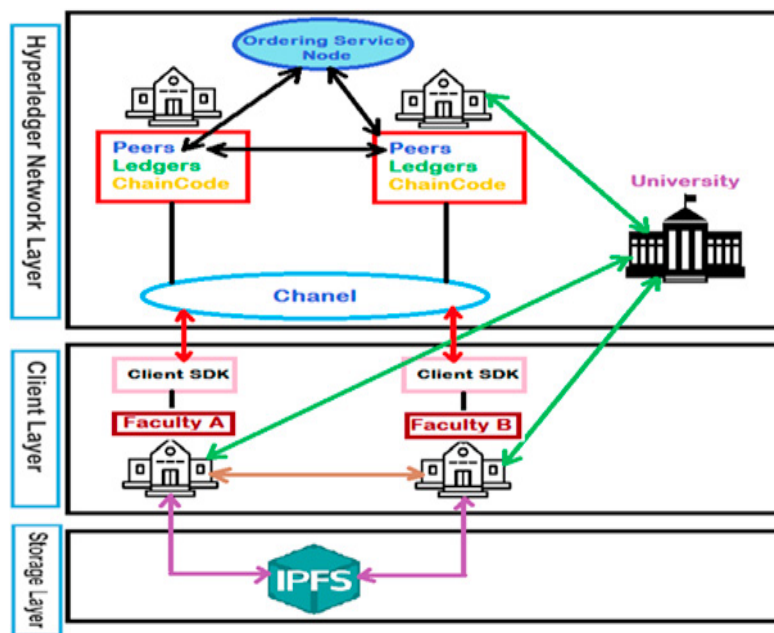 Hyperledger Network Layer
Ordering Service
Node
Peers
Ledgers
ChainCode
Peers
Ledgers
ChainCode
University
Chanel
Client Layer
Client SDK
Client SDK
Faculty A
Faculty B
Storage Layer
IPFS